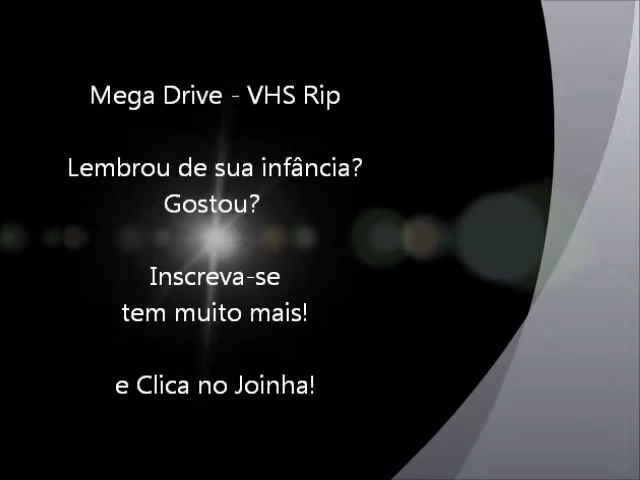 Mega Drive - VHS Rip
Lembrou de sua infância?
Gostou?
Inscreva-se
tem muito mais!
e Clica no Joinha!